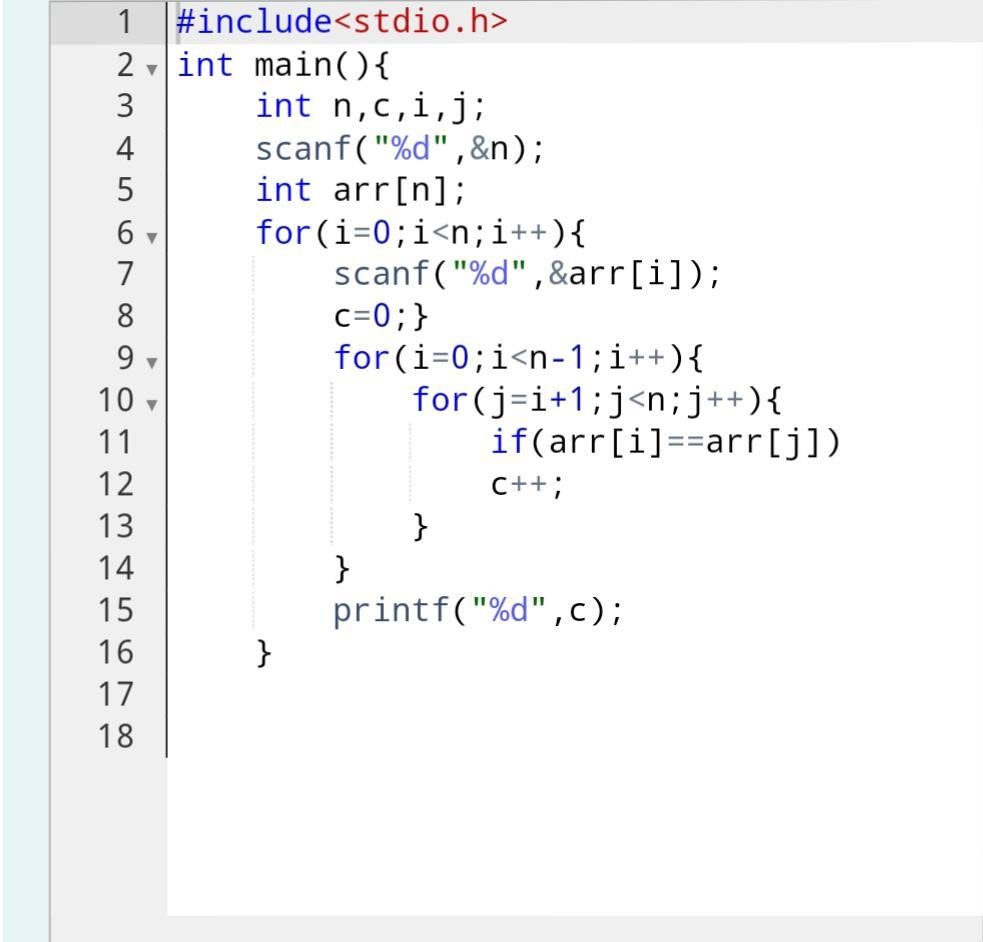 1 #include<stdio.h>
2 int main(){
3 int n,c,i,j;
4 scanf("%d",&n);
5 int arr[n];
6 for(i=0;i<n;i++){
7 scanf("%d",&arr[i]);
8 c=0;}
9 for(i=0;i<n-1;i++){
10 for(j=i+1;j<n;j++){
11 if(arr[i]==arr[j])
12 c++;
13 }
14 }
15 printf("%d",c);
16 }
17
18